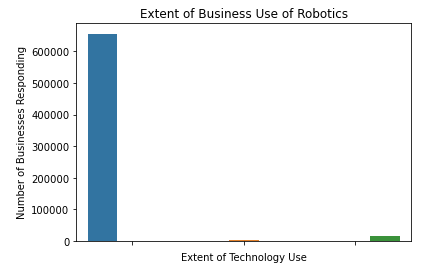 Extent of Business Use of Robotics
Number of Businesses Responding
600000
500000
400000
300000
200000
100000
0
Extent of Technology Use